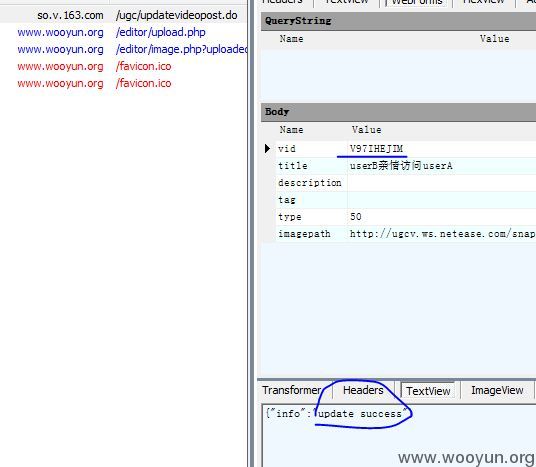 Headers TextView WebForms HexView
so.v.163.com /ugc/updatevideopost.do
www.wooyun.org /editor/upload.php
www.wooyun.org /editor/image.php?uploaded
www.wooyun.org /favicon.ico
www.wooyun.org /favicon.ico
QueryString
Name Value
Body
Name Value
vid V97IHEJIM
title userB亲情访问userA
description
tag
type 50
imagepath http://ugcv.ws.netease.com/snap
Transformer Headers TextView ImageView
{"info":"update success"
www.wooyun.org